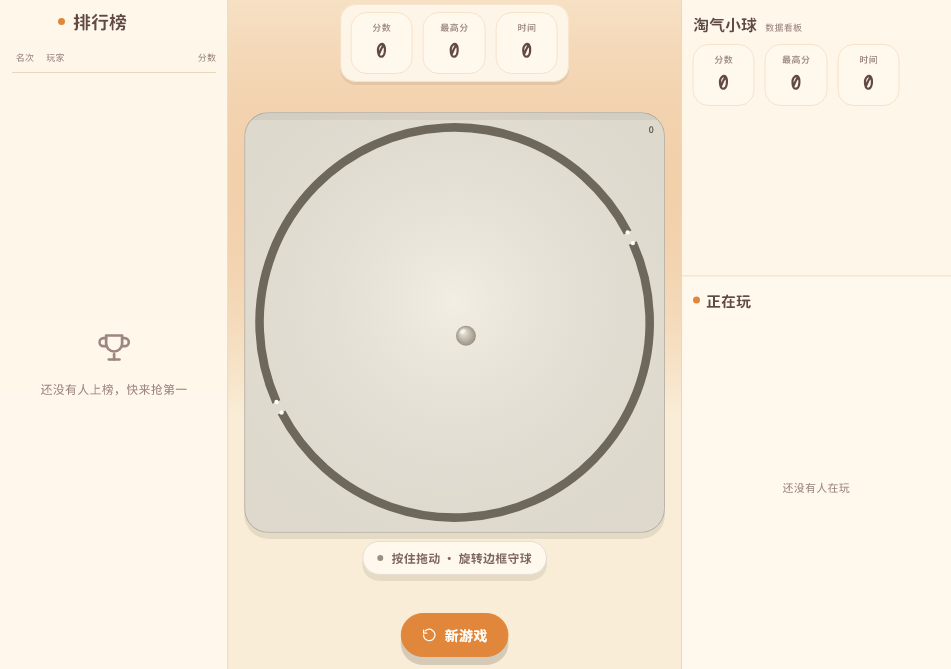 排行榜
名次 玩家 分数
还没有人上榜，快来抢第一
分数 最高分 时间
0 0 0
0
按住拖动 · 旋转边框守球
新游戏
淘气小球 数据看板
分数 最高分 时间
0 0 0
正在玩
还没有人在玩